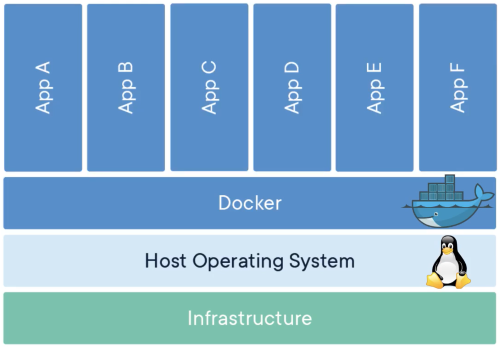 App A
App B
App C
App D
App E
App F
Docker
Host Operating System
Infrastructure